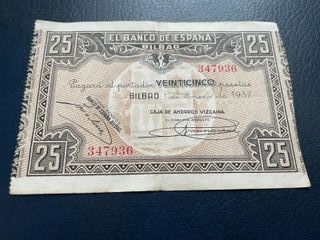 25 EL BANCO DE ESPAÑA 25
BILBAO
347936
Pagará al portador VEINTICINCO pesetas
BILBAO 1º de Enero de 1937
CAJA DE AHORROS VIZCAINA
347936
25 25